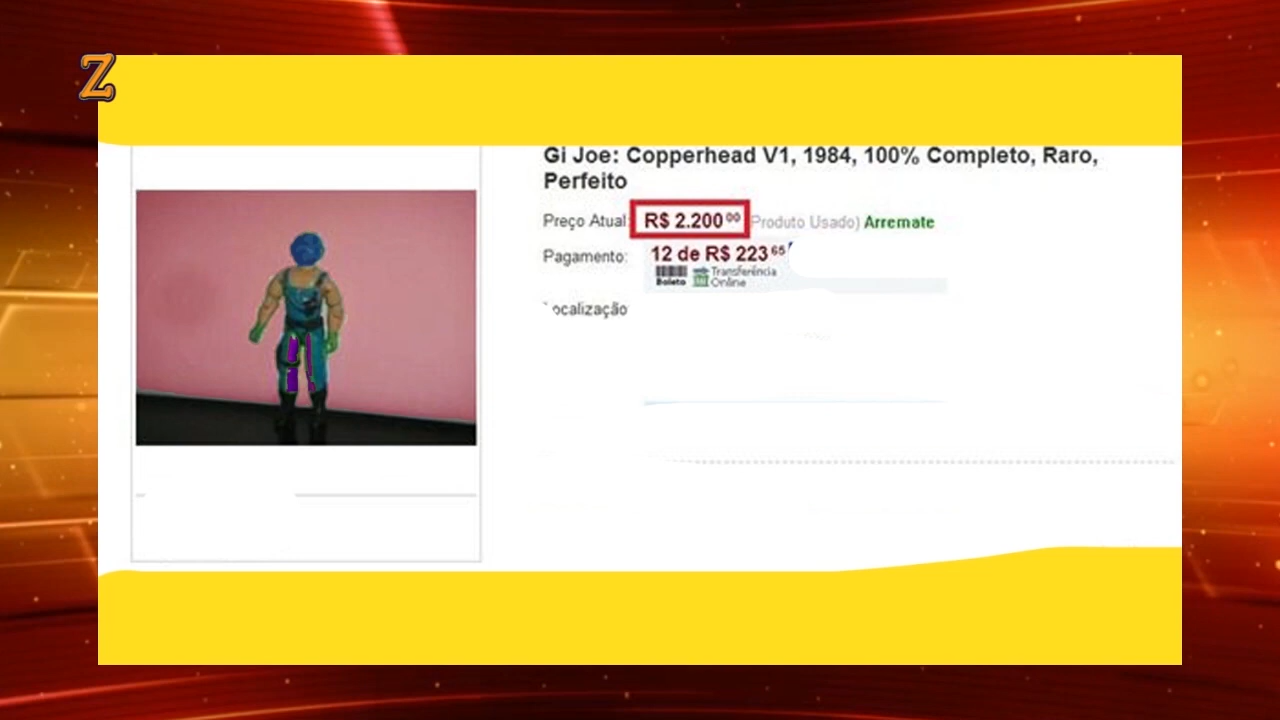 Z
Gi Joe: Copperhead V1, 1984, 100% Completo, Raro,
Perfeito
Preço Atual: R$ 2.200 00 Produto Usado) Arremate
Pagamento: 12 de R$ 223 65
Boleto Transferência Online
ocalização